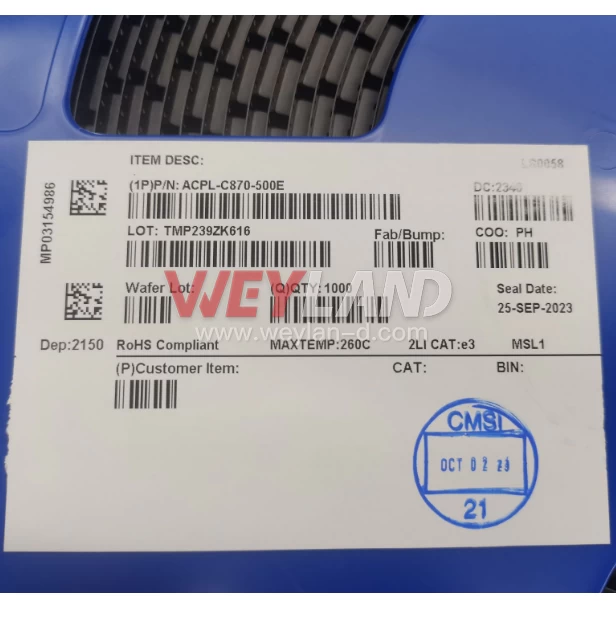 ITEM DESC:
LG0058
(1P)P/N: ACPL-C870-500E
DC:2340
MP03154986
LOT: TMP239ZK616
Fab/Bump:
COO: PH
Wafer Lot:
(Q)QTY: 1000
Seal Date:
25-SEP-2023
WEYLAND
www.weylan-d.com
Dep:2150
RoHS Compliant
MAXTEMP:260C
2LI CAT:e3
MSL1
(P)Customer Item:
CAT:
BIN:
CMSI
OCT 02 23
21